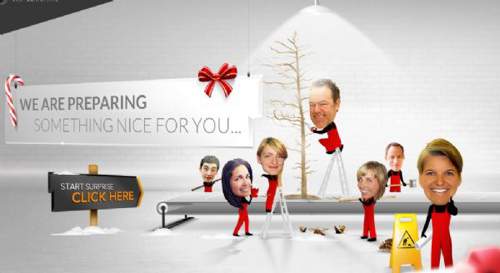 WE ARE PREPARING
SOMETHING NICE FOR YOU...
START SURPRISE
CLICK HERE